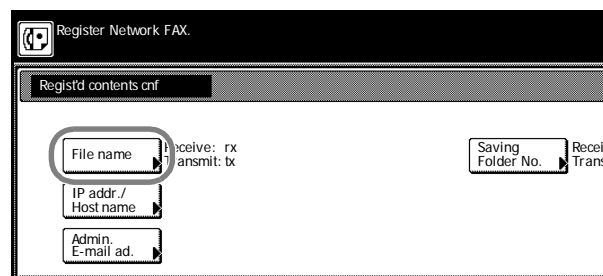 Register Network FAX.
Regist'd contents cnf
File name
Receive: rx
Transmit: tx
Saving
Folder No.
IP addr./
Host name
Admin.
E-mail ad.